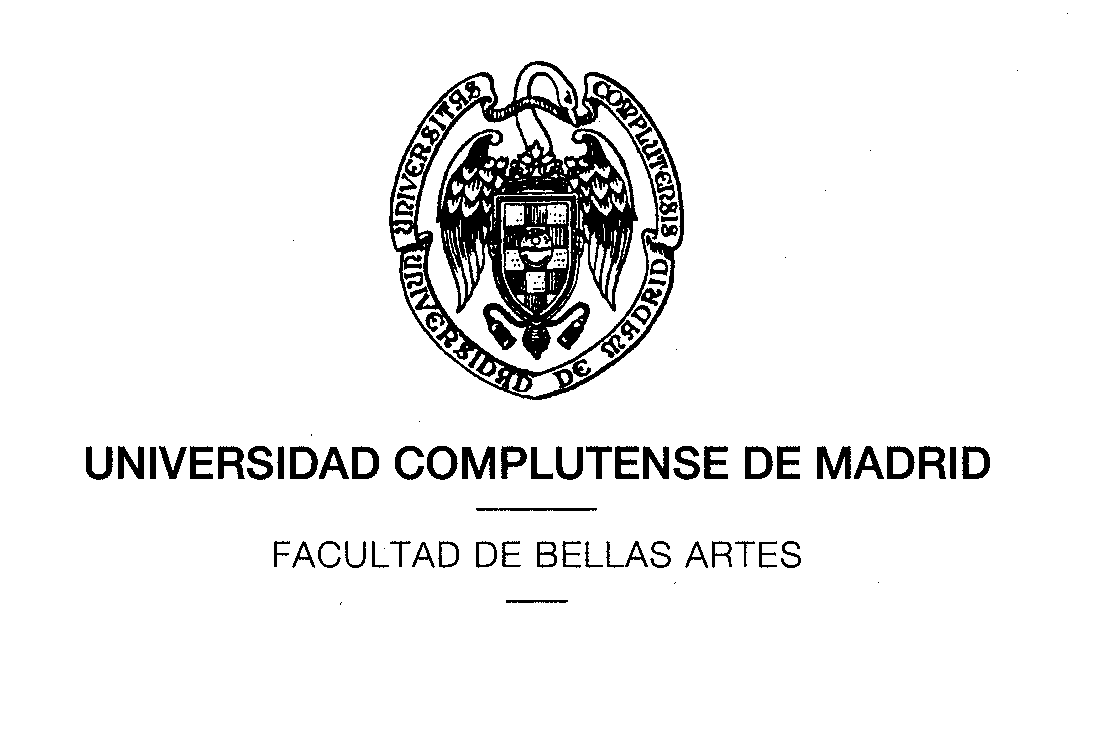 UNIVERSITAS COMPLUTENSIS
UNIVERSIDAD DE MADRID
UNIVERSIDAD COMPLUTENSE DE MADRID
FACULTAD DE BELLAS ARTES